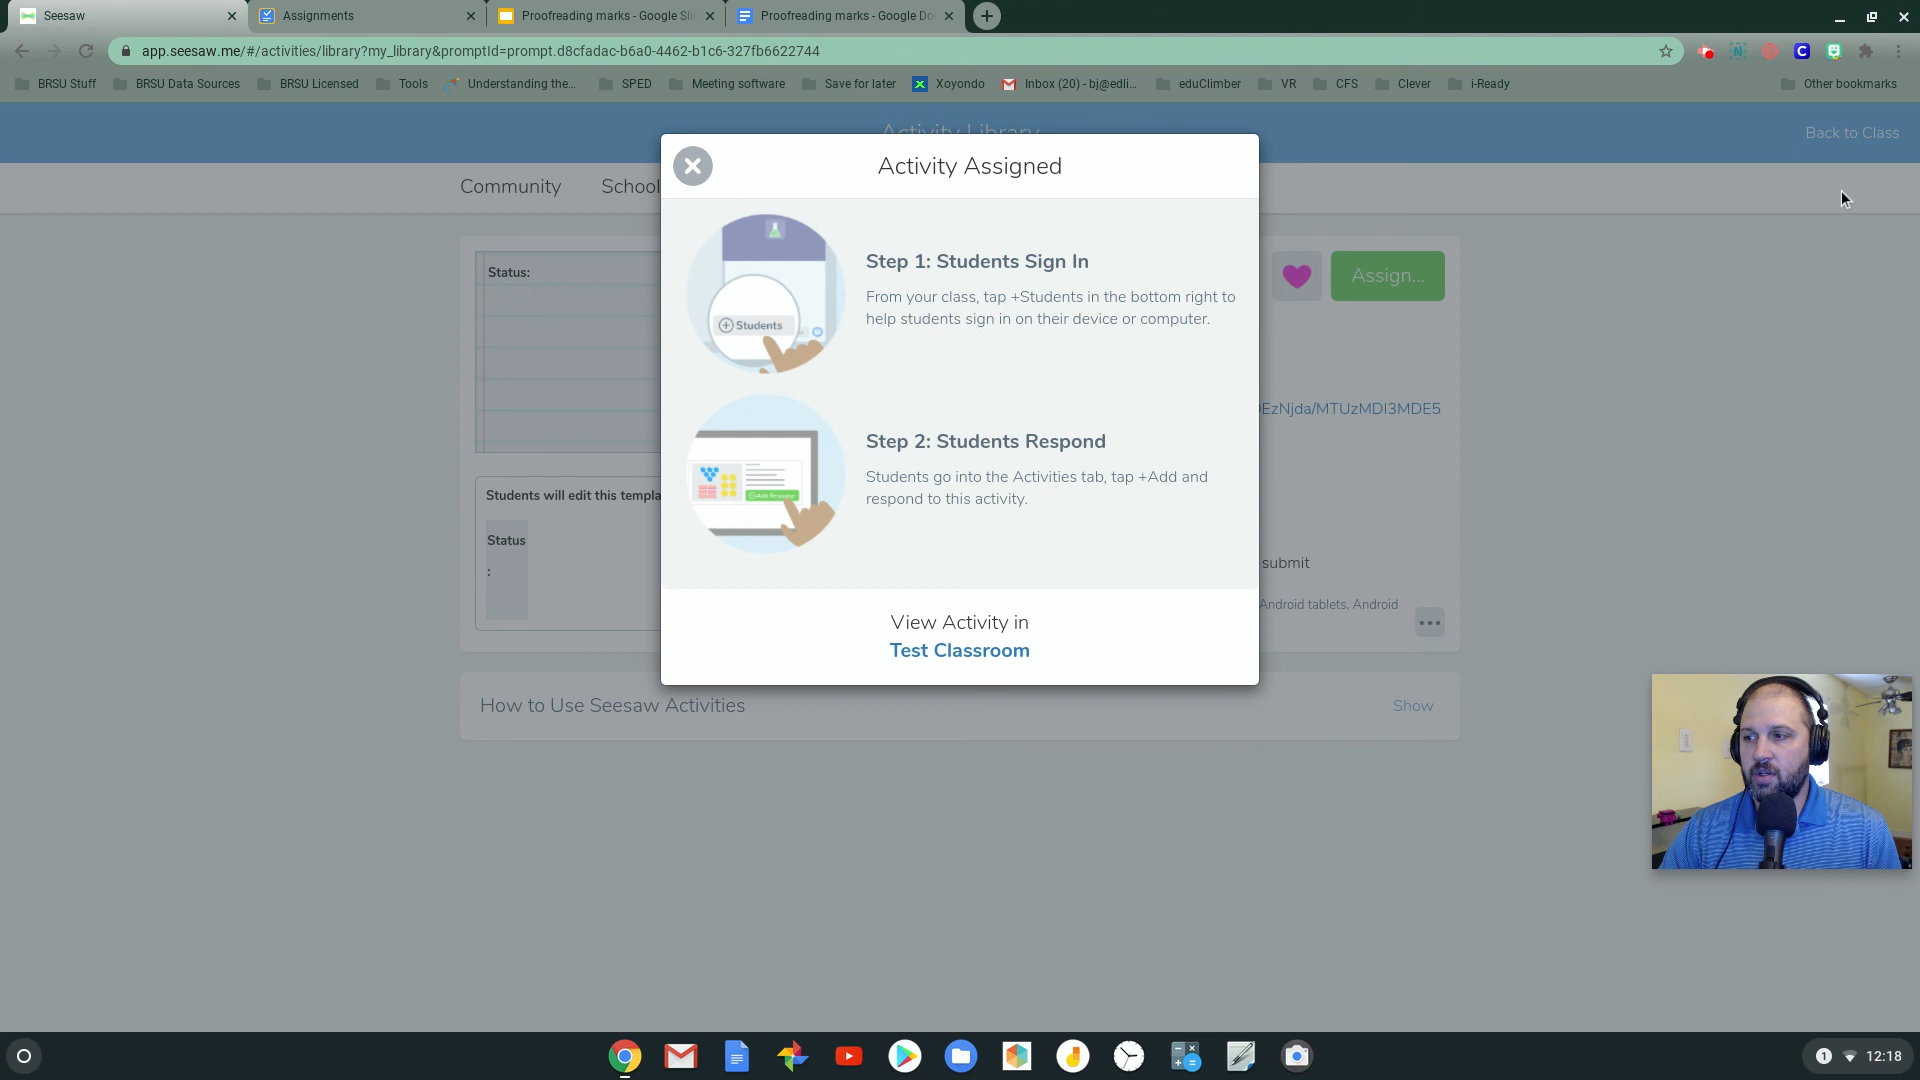 Seesaw
Assignments
Proofreading marks - Google Sli
Proofreading marks - Google Do
app.seesaw.me/#/activities/library?my_library&promptId=prompt.d8cfadac-b6a0-4462-b1c6-327fb6622744
BRSU Stuff
BRSU Data Sources
BRSU Licensed
Tools
Understanding the...
SPED
Meeting software
Save for later
Xoyondo
Inbox (20) - bj@edli...
eduClimber
VR
CFS
Clever
i-Ready
Other bookmarks
Activity Library
Back to Class
Community
School
Activity Assigned
Status:
Assign...
Step 1: Students Sign In
From your class, tap +Students in the bottom right to
help students sign in on their device or computer.
+ Students
EzNjda/MTUzMDI3MDE5
Step 2: Students Respond
Students go into the Activities tab, tap +Add and
respond to this activity.
+Add Response
Students will edit this templa
Status
:
submit
Android tablets, Android
View Activity in
Test Classroom
How to Use Seesaw Activities
Show
1
12:18